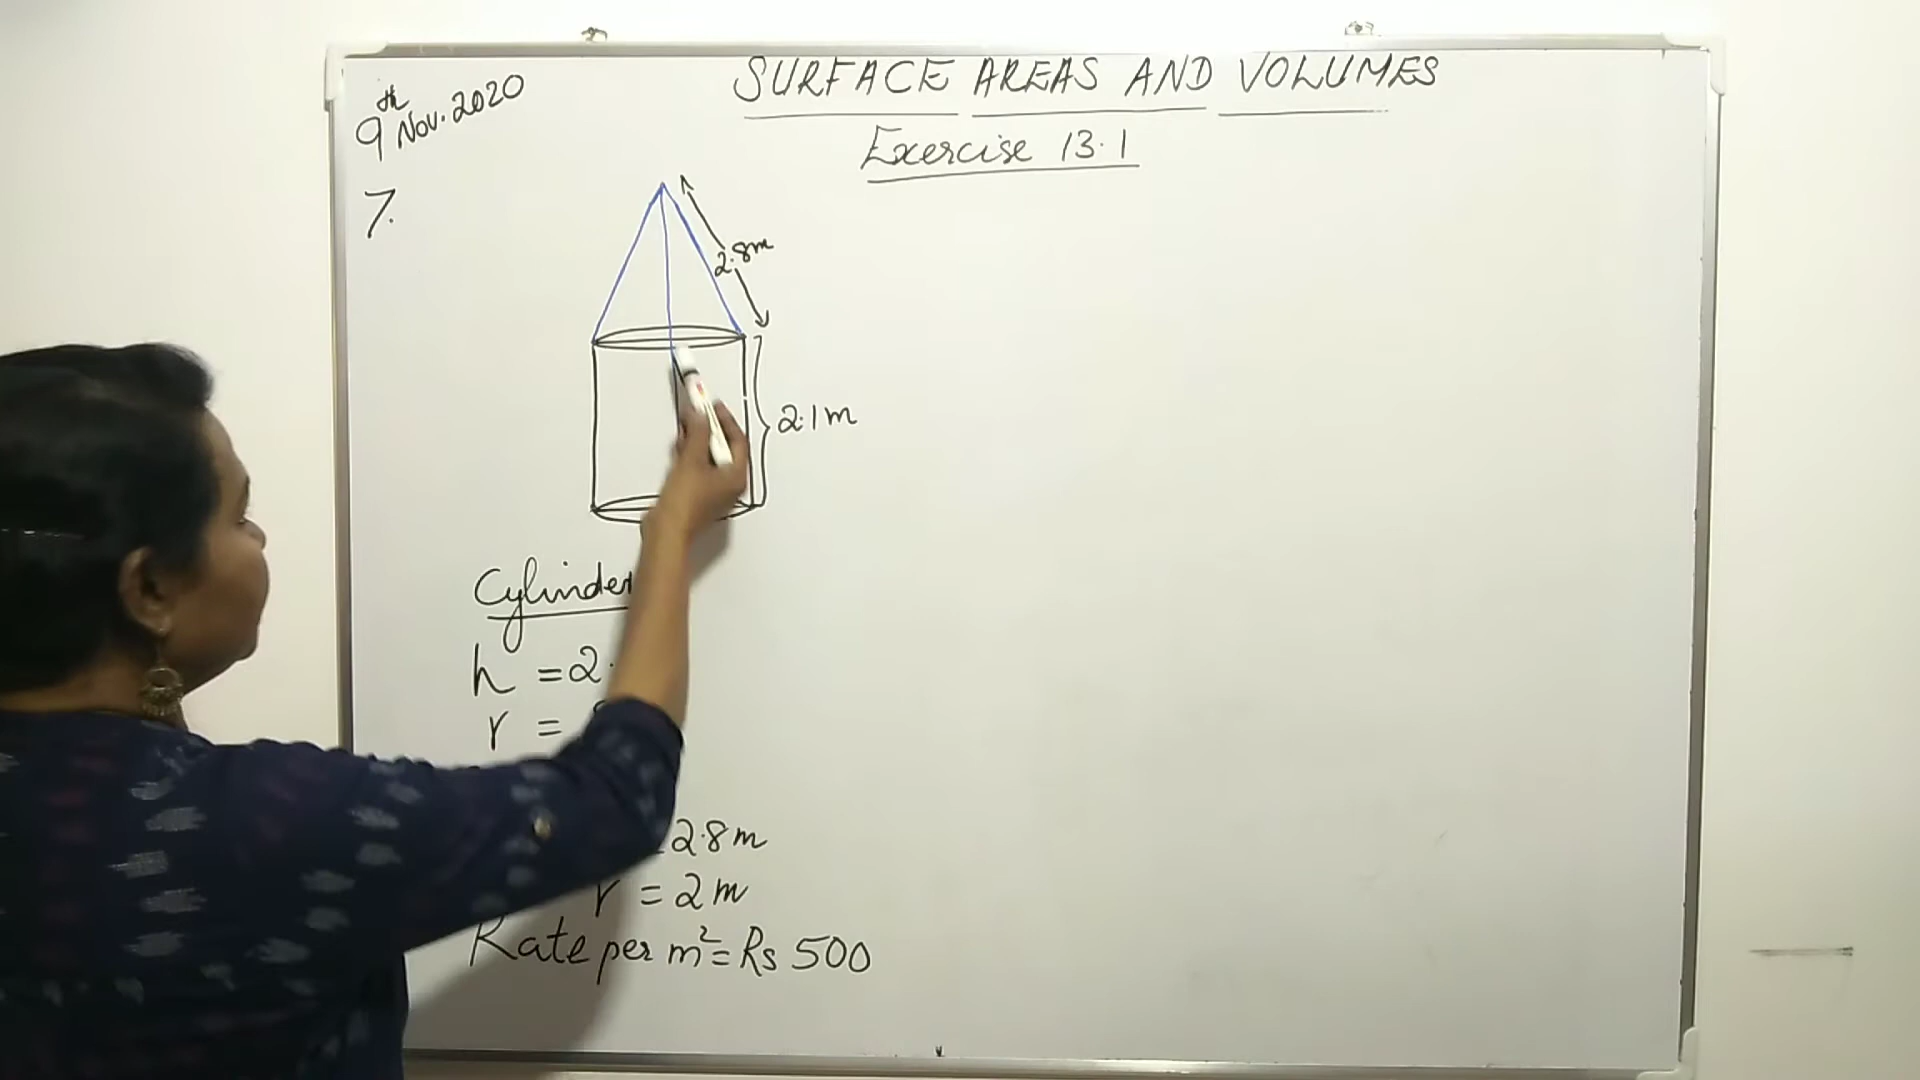 9th Nov. 2020
SURFACE AREAS AND VOLUMES
Exercise 13.1
7.
2.8m
2.1m
Cylinder
h = 2.
r =
2.8m
r = 2m
Rate per m² = Rs 500